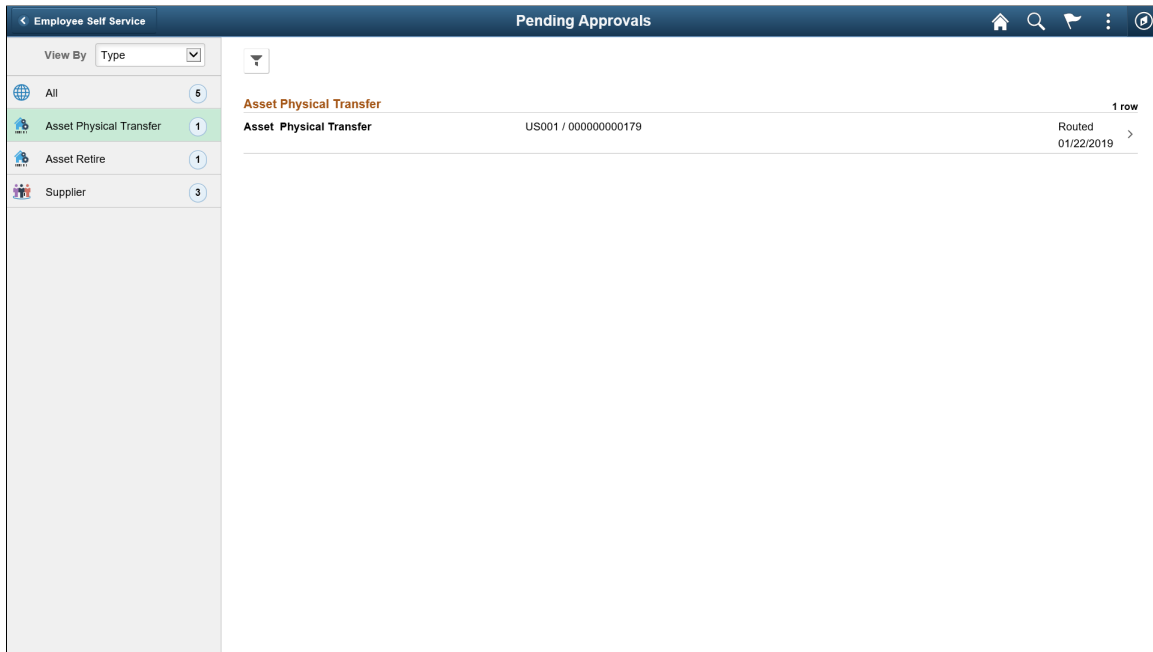 Employee Self Service
Pending Approvals
View By Type
All 5
Asset Physical Transfer 1
Asset Retire 1
Supplier 3
Asset Physical Transfer
1 row
Asset Physical Transfer US001 / 000000000179 Routed
01/22/2019